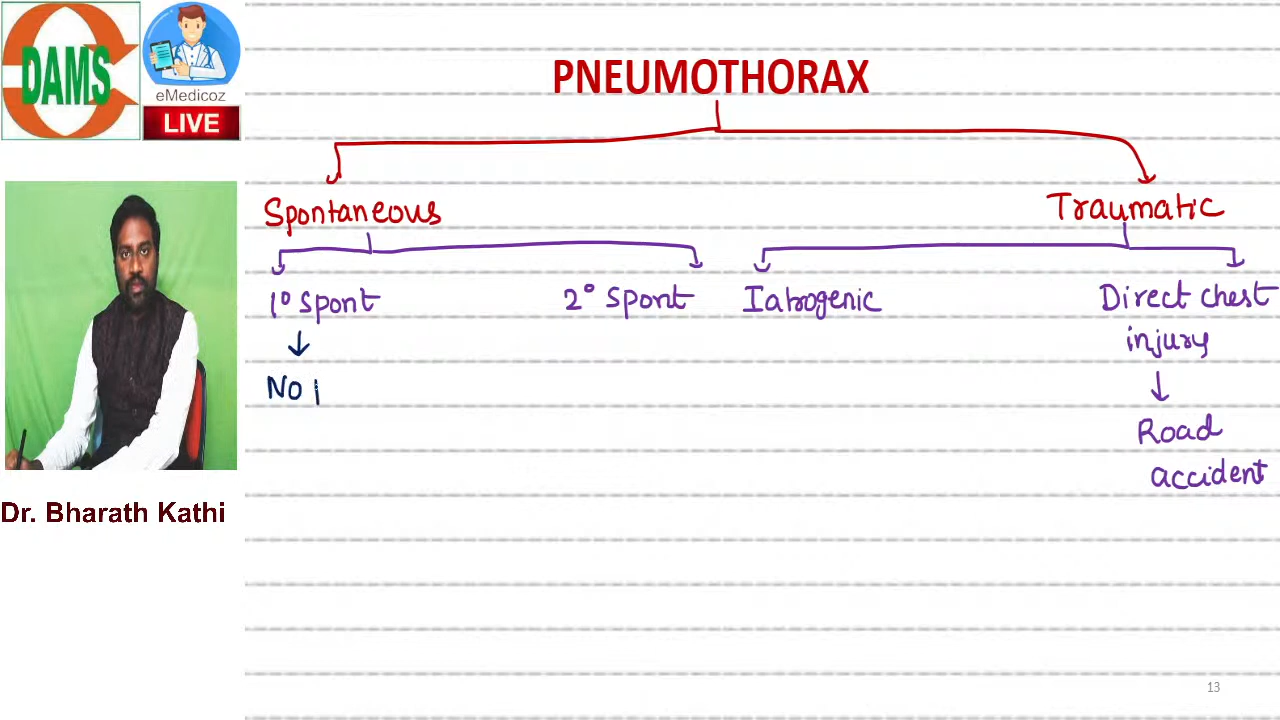 DAMS
eMedicoz
LIVE
PNEUMOTHORAX
Spontaneous
Traumatic
1° Spont
2° Spont
Iatrogenic
Direct chest
injury
No
Road
accident
Dr. Bharath Kathi
13